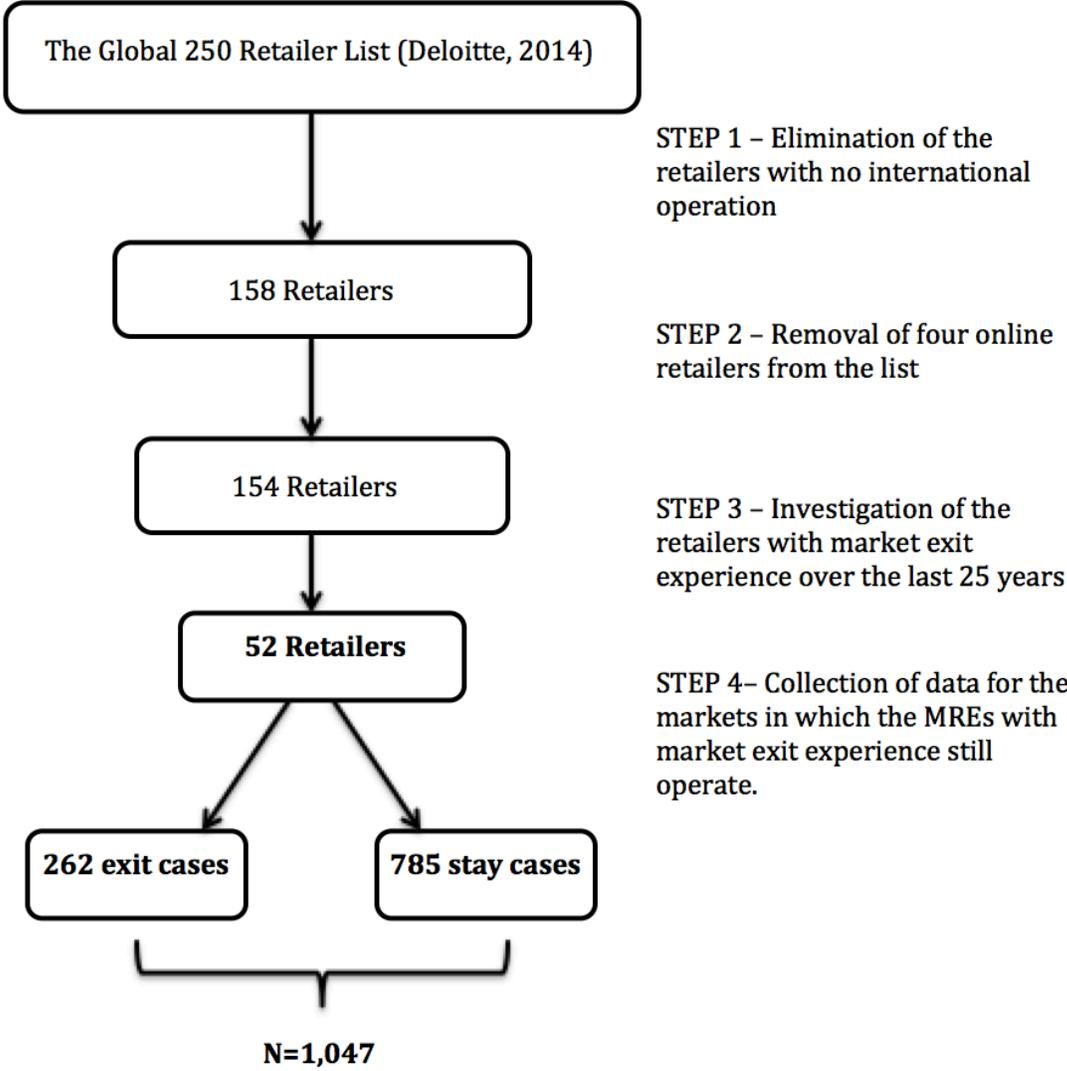 The Global 250 Retailer List (Deloitte, 2014)
STEP 1 – Elimination of the
retailers with no international
operation
158 Retailers
STEP 2 – Removal of four online
retailers from the list
154 Retailers
STEP 3 – Investigation of the
retailers with market exit
experience over the last 25 years
52 Retailers
STEP 4– Collection of data for the
markets in which the MREs with
market exit experience still
operate.
262 exit cases
785 stay cases
N=1,047